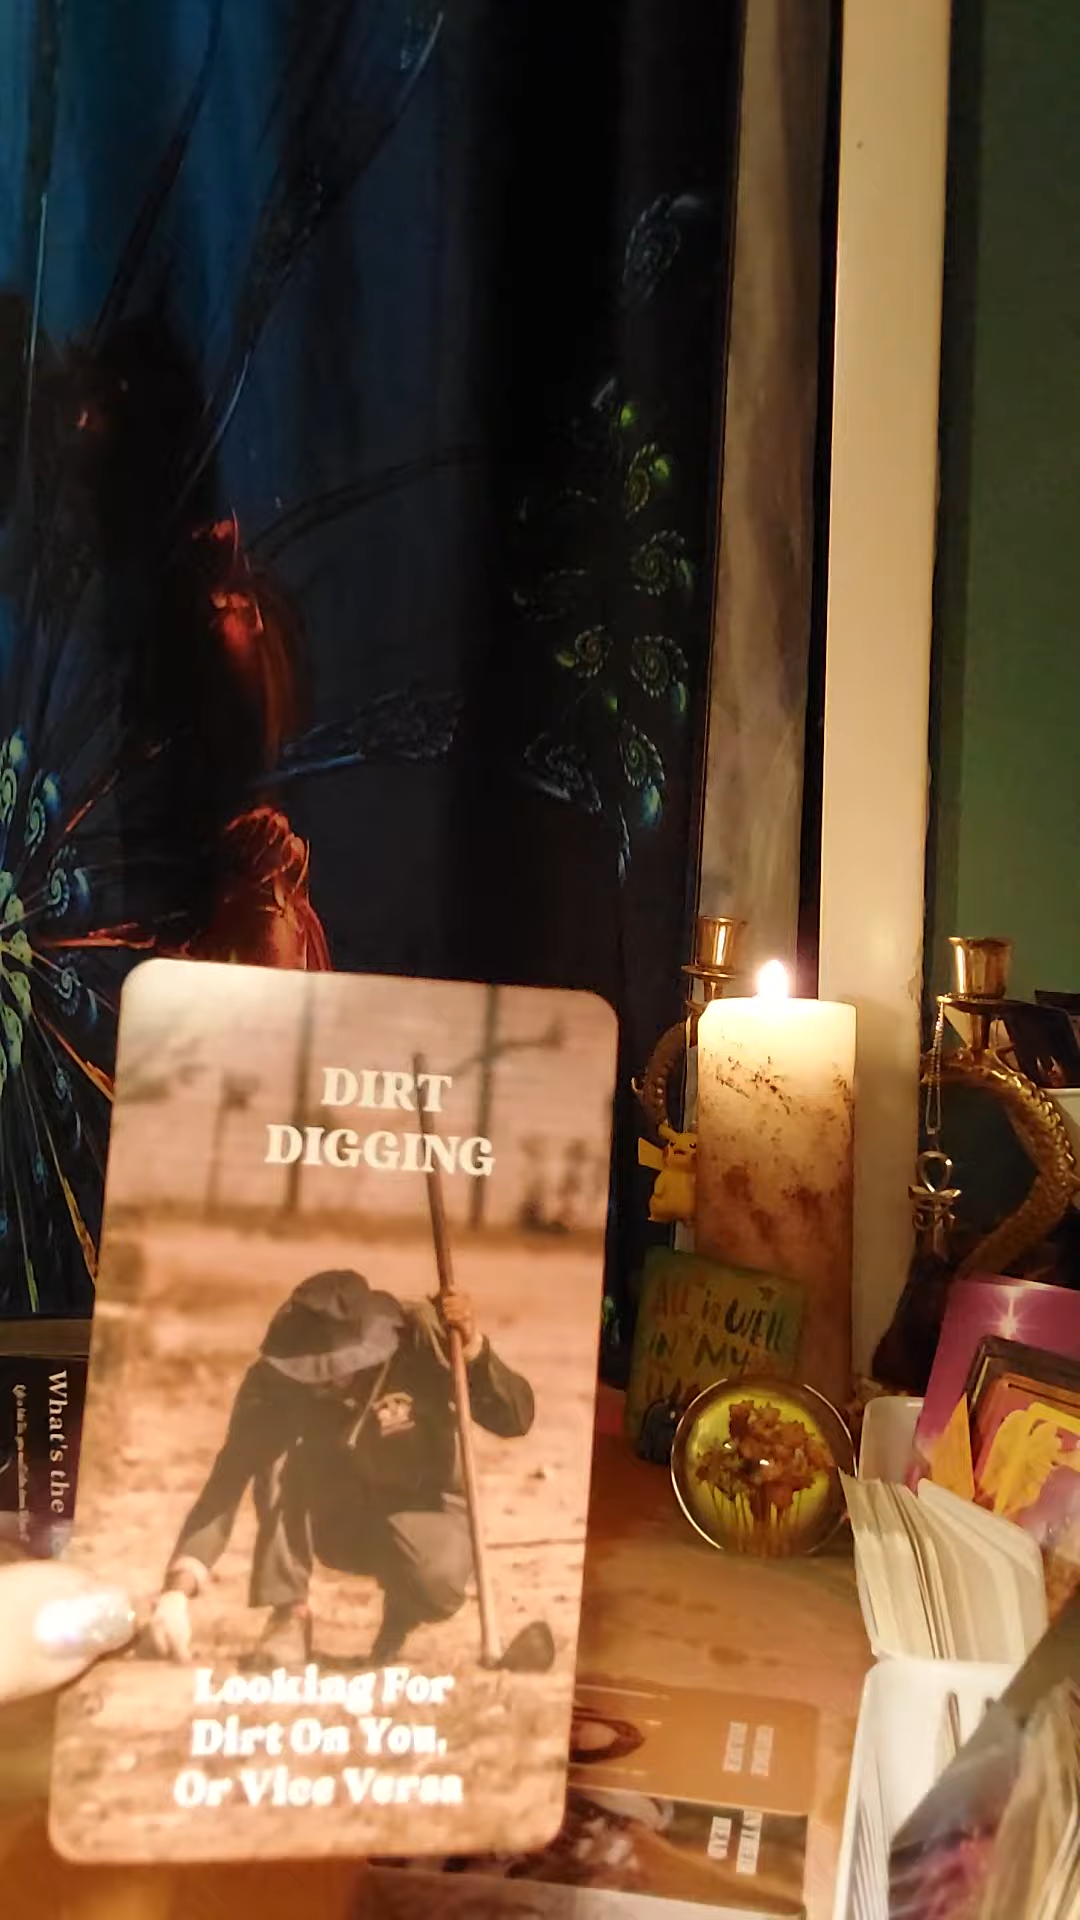 DIRT
DIGGING
Looking For
Dirt On You,
Or Vice Versa
ALL is WELL
IN MY
What's the